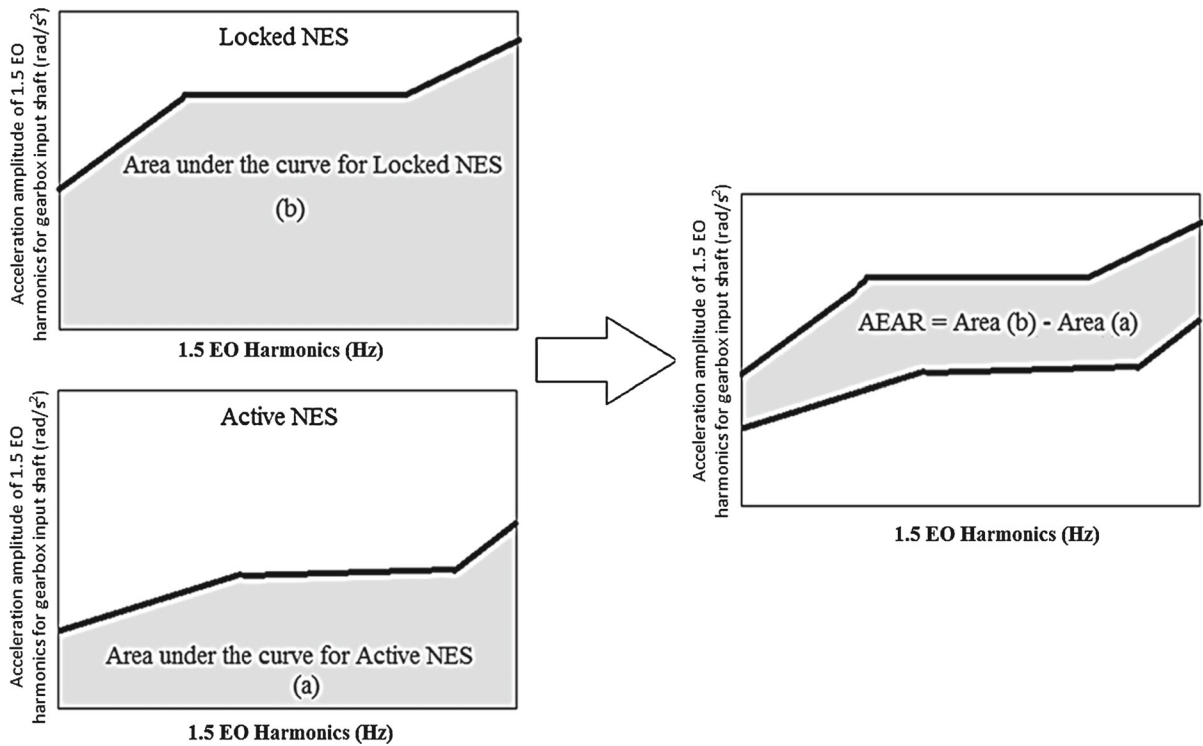 Locked NES
Acceleration amplitude of 1.5 EO
harmonics for gearbox input shaft (rad/s²)
Area under the curve for Locked NES
(b)
1.5 EO Harmonics (Hz)
Active NES
Acceleration amplitude of 1.5 EO
harmonics for gearbox input shaft (rad/s²)
Area under the curve for Active NES
(a)
1.5 EO Harmonics (Hz)
Acceleration amplitude of 1.5 EO
harmonics for gearbox input shaft (rad/s²)
AEAR = Area (b) - Area (a)
1.5 EO Harmonics (Hz)